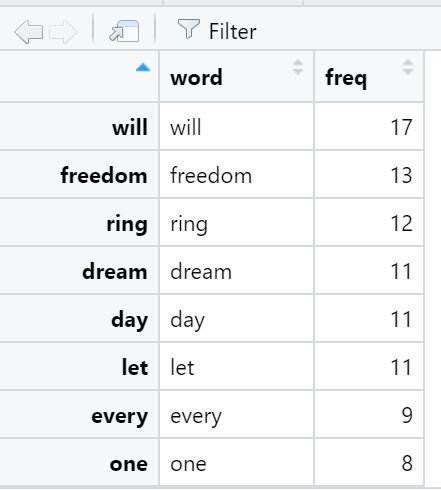 Filter
word freq
will will 17
freedom freedom 13
ring ring 12
dream dream 11
day day 11
let let 11
every every 9
one one 8